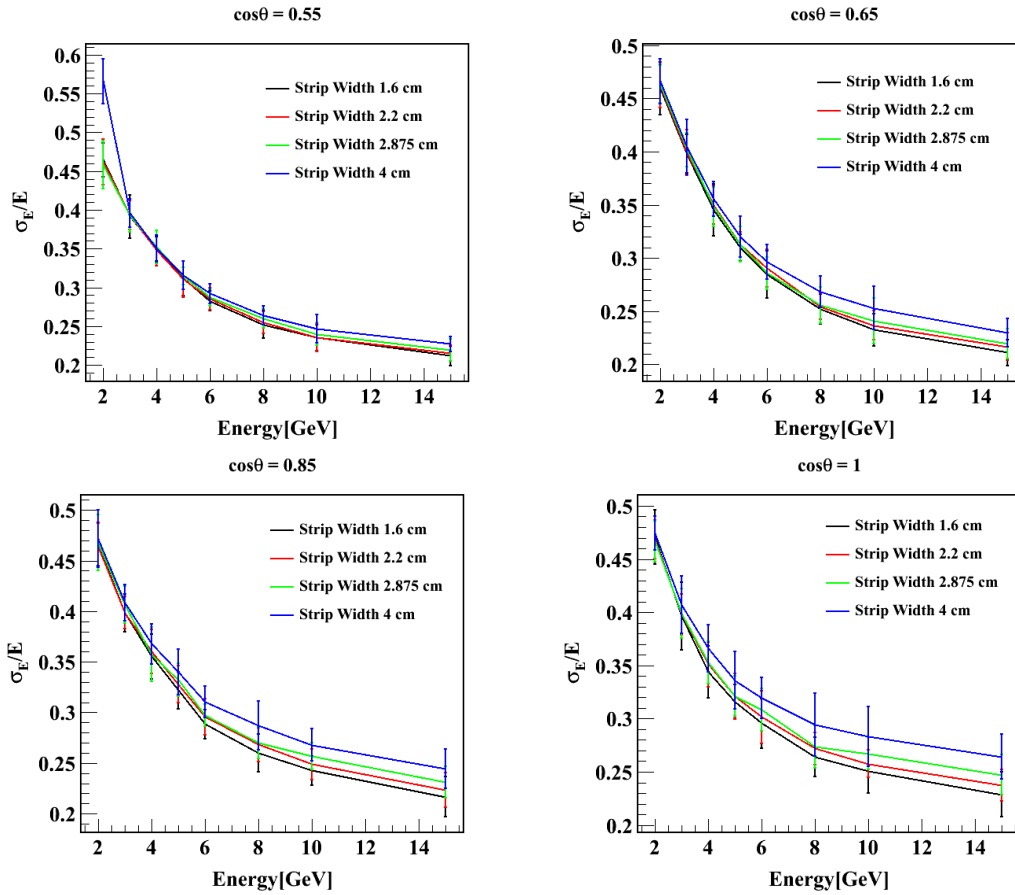 cosθ = 0.55
σE/E
0.6
0.55
0.5
0.45
0.4
0.35
0.3
0.25
0.2
Strip Width 1.6 cm
Strip Width 2.2 cm
Strip Width 2.875 cm
Strip Width 4 cm
2 4 6 8 10 12 14
Energy[GeV]
cosθ = 0.65
σE/E
0.5
0.45
0.4
0.35
0.3
0.25
0.2
Strip Width 1.6 cm
Strip Width 2.2 cm
Strip Width 2.875 cm
Strip Width 4 cm
2 4 6 8 10 12 14
Energy[GeV]
cosθ = 0.85
σE/E
0.5
0.45
0.4
0.35
0.3
0.25
0.2
Strip Width 1.6 cm
Strip Width 2.2 cm
Strip Width 2.875 cm
Strip Width 4 cm
2 4 6 8 10 12 14
Energy[GeV]
cosθ = 1
σE/E
0.5
0.45
0.4
0.35
0.3
0.25
0.2
Strip Width 1.6 cm
Strip Width 2.2 cm
Strip Width 2.875 cm
Strip Width 4 cm
2 4 6 8 10 12 14
Energy[GeV]